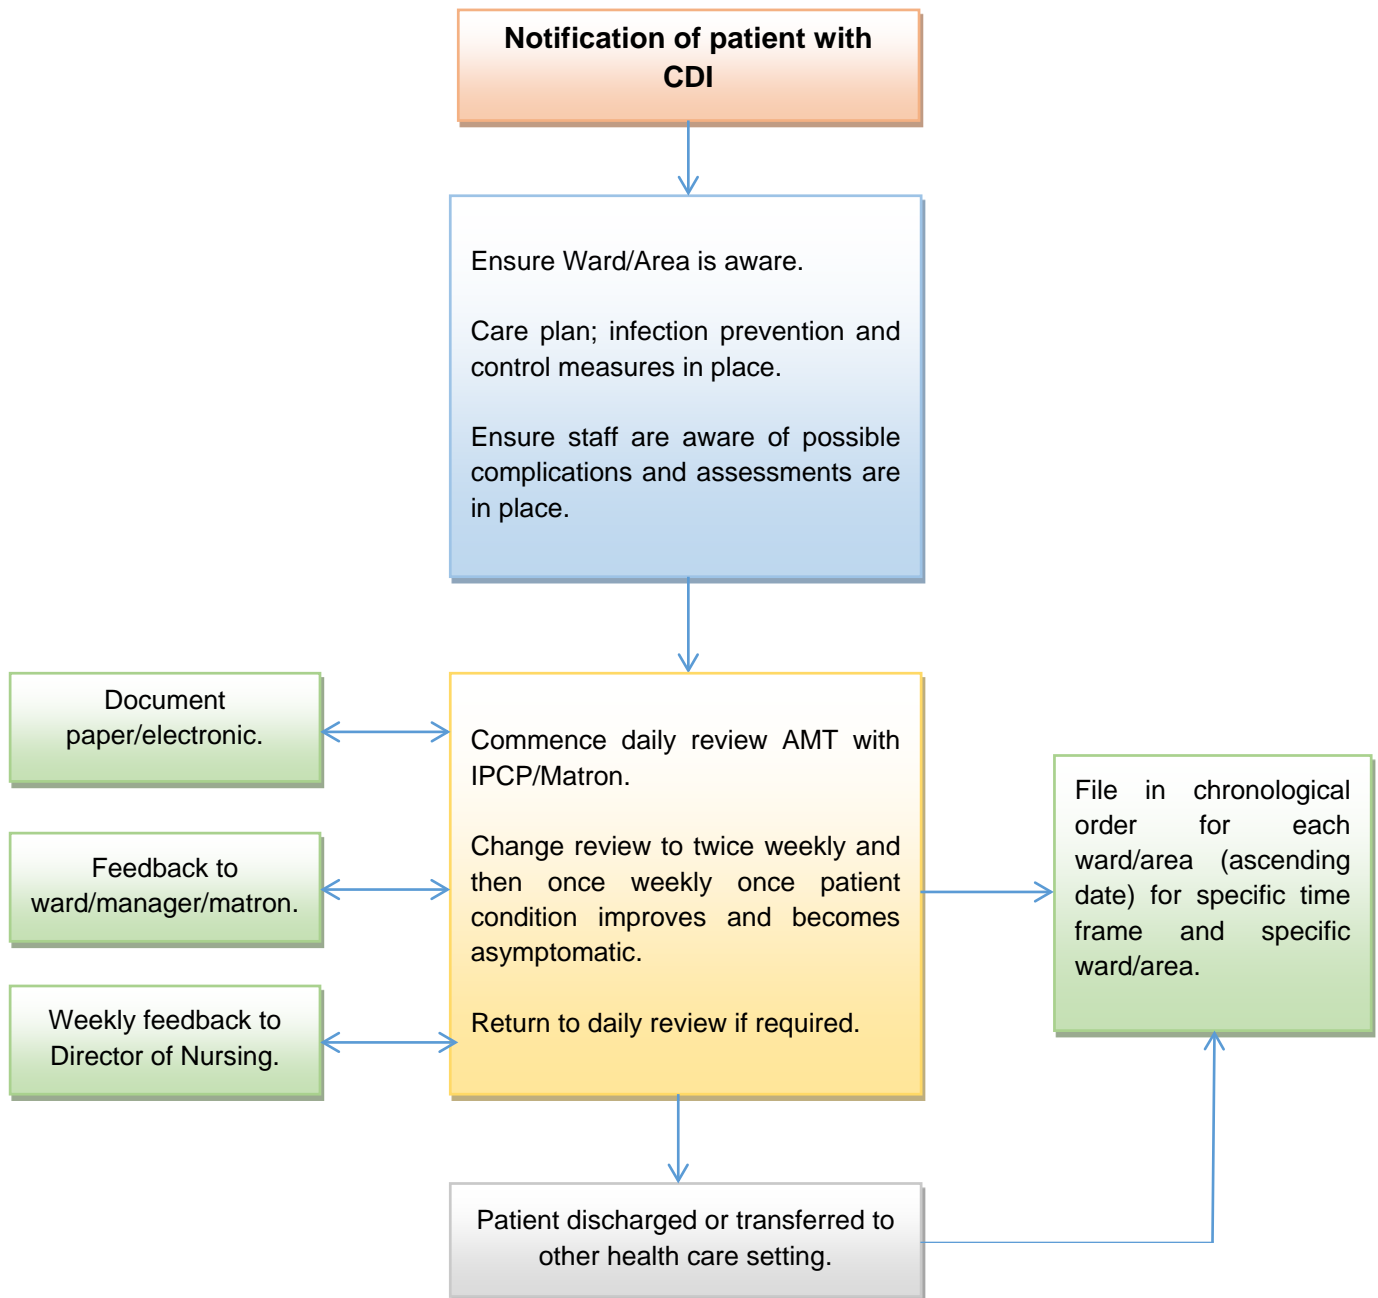 Notification of patient with
CDI
Ensure Ward/Area is aware.
Care plan; infection prevention and
control measures in place.
Ensure staff are aware of possible
complications and assessments are
in place.
Document
paper/electronic.
Feedback to
ward/manager/matron.
Weekly feedback to
Director of Nursing.
Commence daily review AMT with
IPCP/Matron.
Change review to twice weekly and
then once weekly once patient
condition improves and becomes
asymptomatic.
Return to daily review if required.
File in chronological
order for each
ward/area (ascending
date) for specific time
frame and specific
ward/area.
Patient discharged or transferred to
other health care setting.